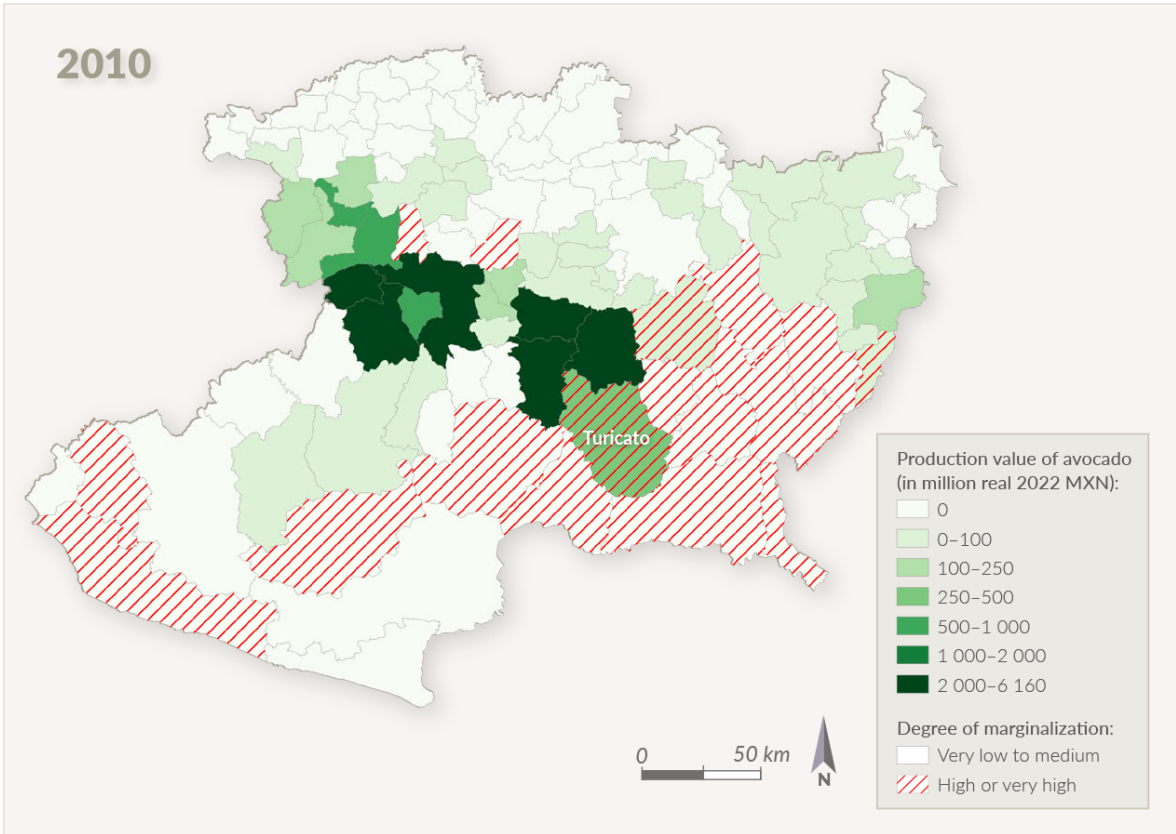 2010
Turicato
Production value of avocado
(in million real 2022 MXN):
0
0–100
100–250
250–500
500–1 000
1 000–2 000
2 000–6 160
Degree of marginalization:
Very low to medium
High or very high
0 50 km
N